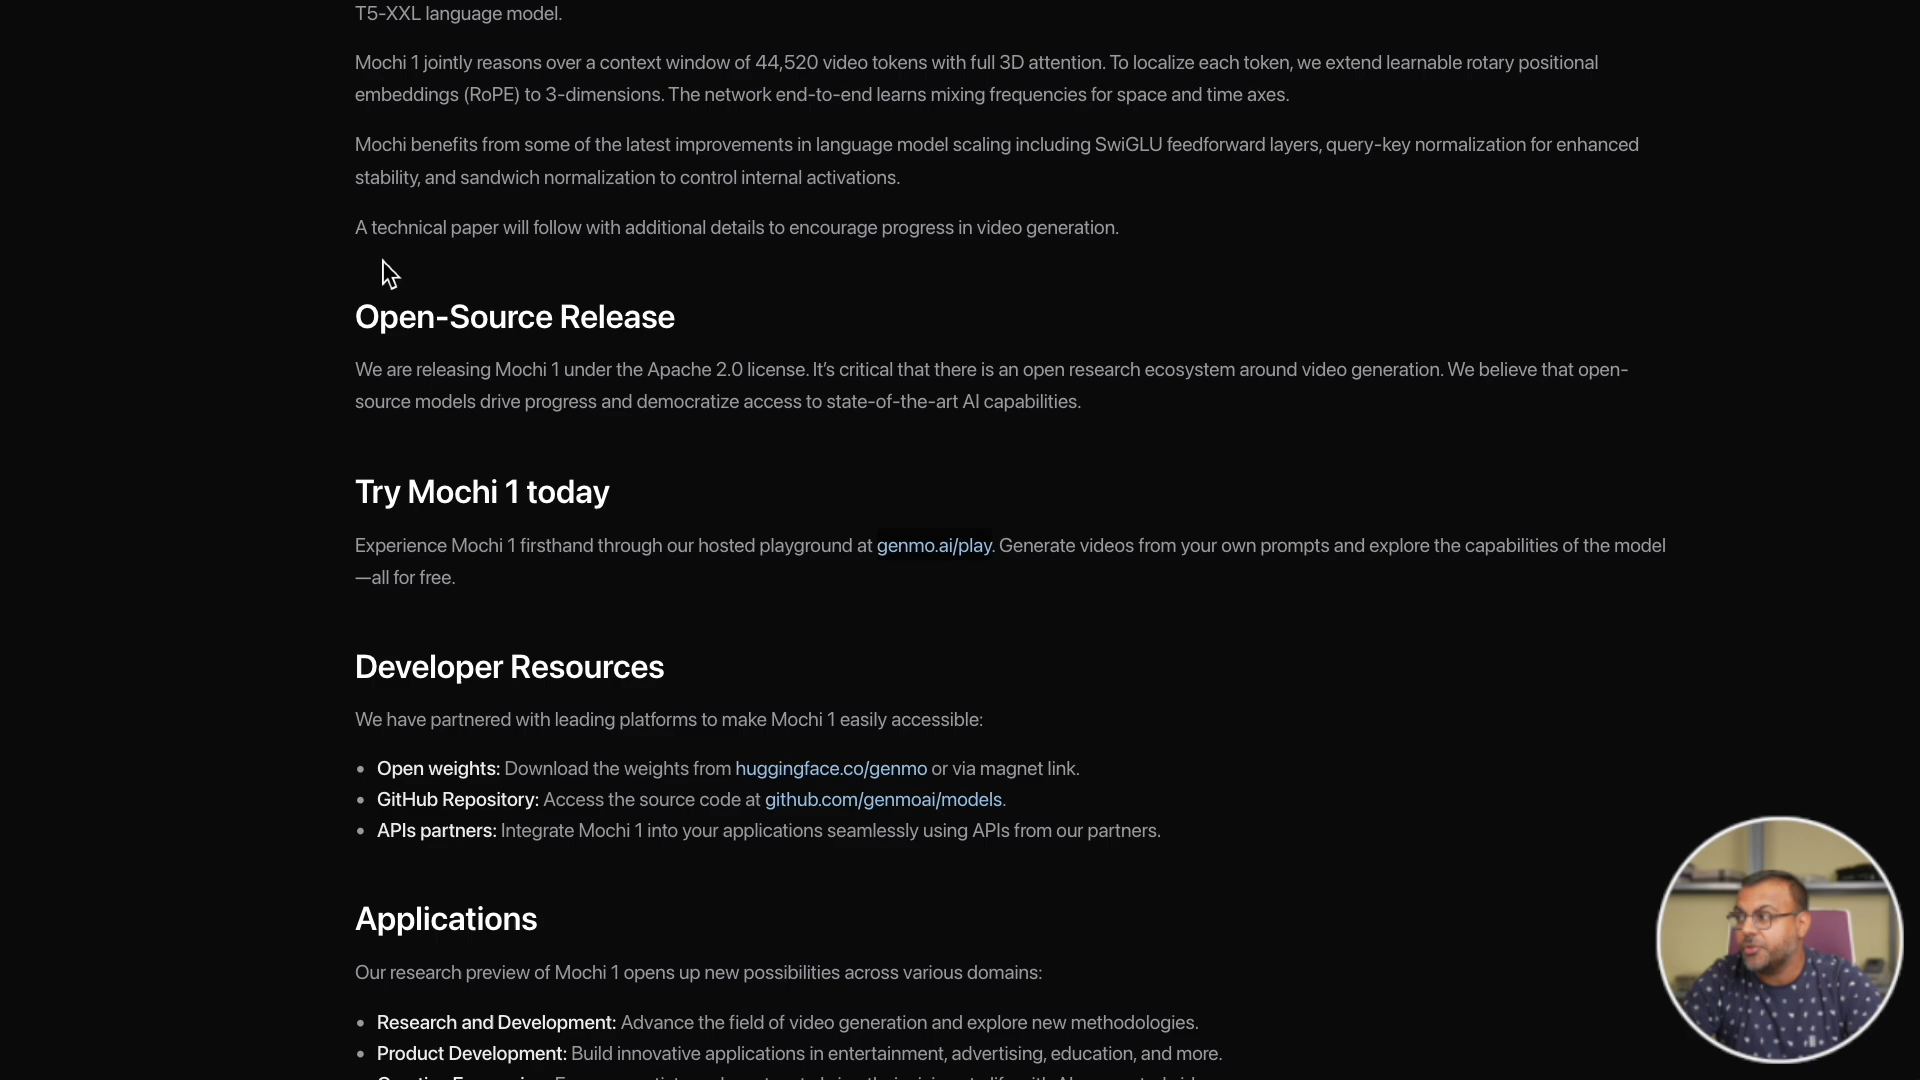 T5-XXL language model.
Mochi 1 jointly reasons over a context window of 44,520 video tokens with full 3D attention. To localize each token, we extend learnable rotary positional
embeddings (RoPE) to 3-dimensions. The network end-to-end learns mixing frequencies for space and time axes.
Mochi benefits from some of the latest improvements in language model scaling including SwiGLU feedforward layers, query-key normalization for enhanced
stability, and sandwich normalization to control internal activations.
A technical paper will follow with additional details to encourage progress in video generation.
Open-Source Release
We are releasing Mochi 1 under the Apache 2.0 license. It’s critical that there is an open research ecosystem around video generation. We believe that open-
source models drive progress and democratize access to state-of-the-art AI capabilities.
Try Mochi 1 today
Experience Mochi 1 firsthand through our hosted playground at genmo.ai/play. Generate videos from your own prompts and explore the capabilities of the model
—all for free.
Developer Resources
We have partnered with leading platforms to make Mochi 1 easily accessible:
• Open weights: Download the weights from huggingface.co/genmo or via magnet link.
• GitHub Repository: Access the source code at github.com/genmoai/models.
• APIs partners: Integrate Mochi 1 into your applications seamlessly using APIs from our partners.
Applications
Our research preview of Mochi 1 opens up new possibilities across various domains:
• Research and Development: Advance the field of video generation and explore new methodologies.
• Product Development: Build innovative applications in entertainment, advertising, education, and more.